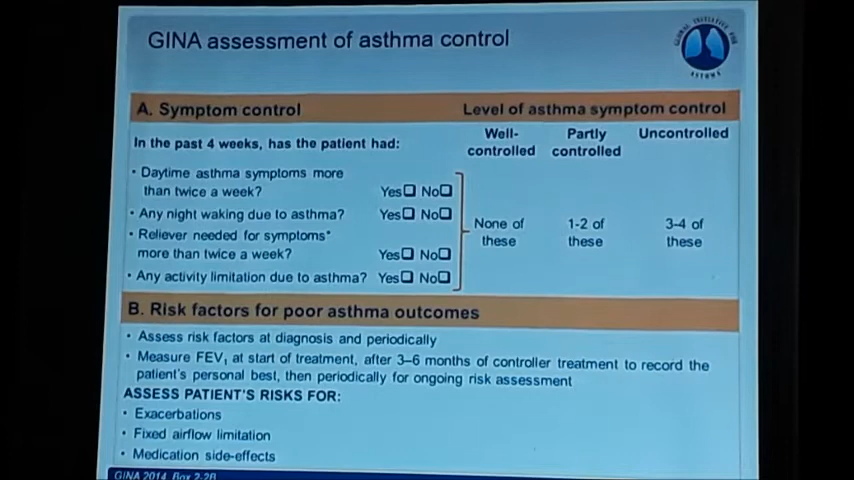 GINA assessment of asthma control
GLOBAL INITIATIVE FOR
ASTHMA
A. Symptom control
Level of asthma symptom control
In the past 4 weeks, has the patient had:
Well-
controlled
Partly
controlled
Uncontrolled
• Daytime asthma symptoms more
than twice a week? Yes☐ No☐
• Any night waking due to asthma? Yes☐ No☐
• Reliever needed for symptoms*
more than twice a week? Yes☐ No☐
• Any activity limitation due to asthma? Yes☐ No☐
None of
these
1-2 of
these
3-4 of
these
B. Risk factors for poor asthma outcomes
• Assess risk factors at diagnosis and periodically
• Measure FEV₁ at start of treatment, after 3–6 months of controller treatment to record the
patient's personal best, then periodically for ongoing risk assessment
ASSESS PATIENT'S RISKS FOR:
• Exacerbations
• Fixed airflow limitation
• Medication side-effects
GINA 2014, Box 2-2B